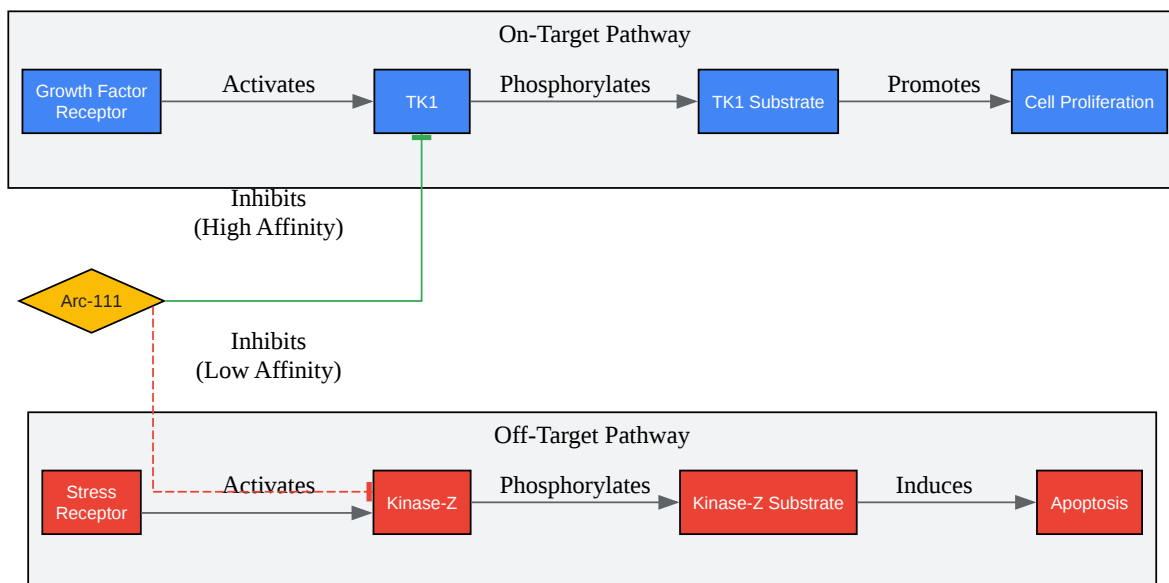 On-Target Pathway
Growth Factor
Receptor
Activates
TK1
Phosphorylates
TK1 Substrate
Promotes
Cell Proliferation
Inhibits
(High Affinity)
Arc-111
Inhibits
(Low Affinity)
Off-Target Pathway
Stress
Receptor
Activates
Kinase-Z
Phosphorylates
Kinase-Z Substrate
Induces
Apoptosis